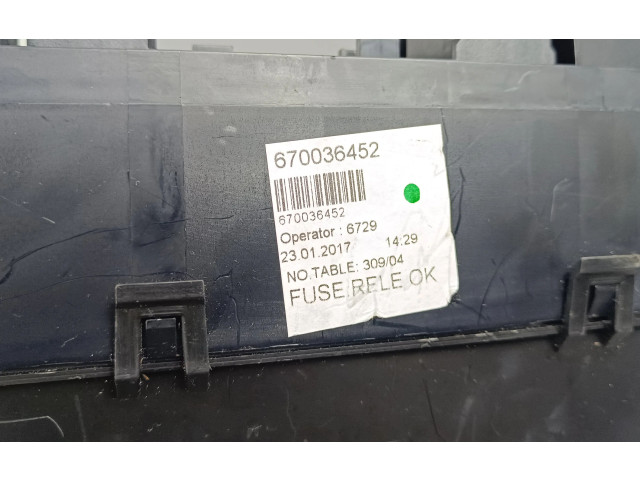 670036452
670036452
Operator : 6729
23.01.2017 14:29
NO.TABLE: 309/04
FUSE RELE OK